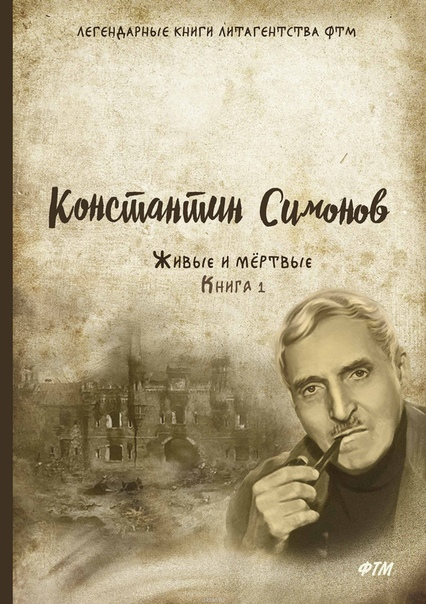 ЛЕГЕНДАРНЫЕ КНИГИ ЛИТАГЕНТСТВА ФТМ
Константин Симонов
Живые и мёртвые
Книга 1
ФТМ